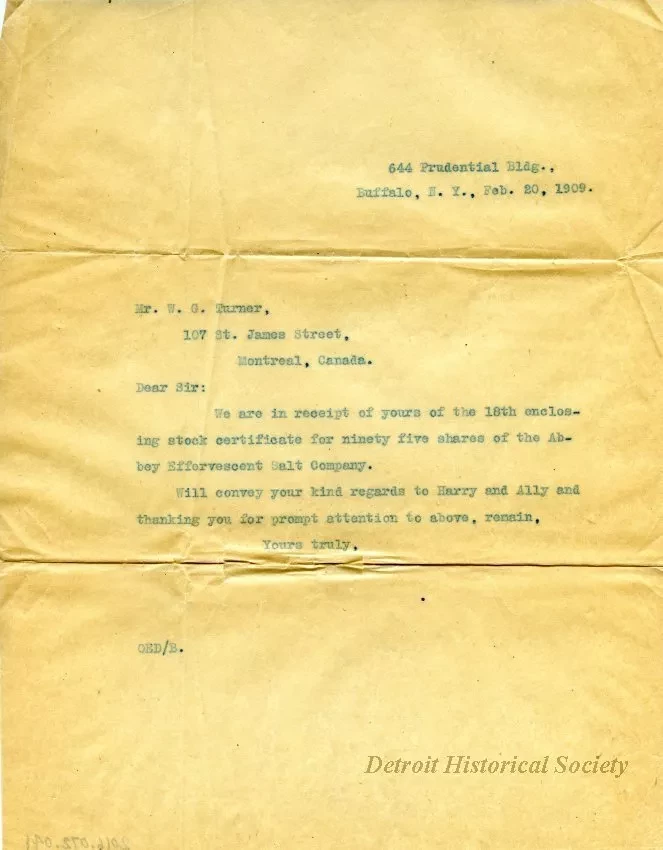 644 Prudential Bldg.,
Buffalo, N. Y., Feb. 20, 1909.
Mr. W. G. Turner,
107 St. James Street,
Montreal, Canada.
Dear Sir:
We are in receipt of yours of the 18th enclos-
ing stock certificate for ninety five shares of the Ab-
bey Effervescent Salt Company.
Will convey your kind regards to Harry and Ally and
thanking you for prompt attention to above, remain,
Yours truly,
OED/B.
Detroit Historical Society
2016.072.041